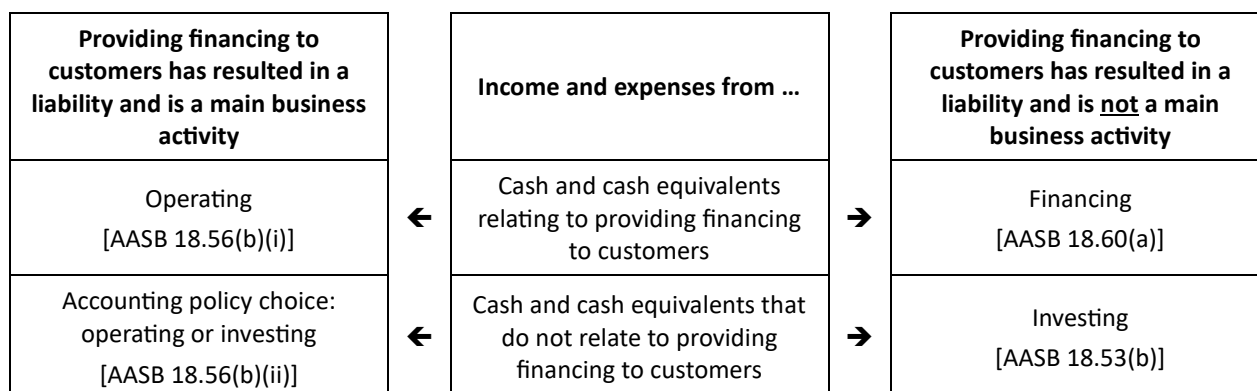 Providing financing to
customers has resulted in a
liability and is a main business
activity
Income and expenses from …
Providing financing to
customers has resulted in a
liability and is not a main
business activity
Operating
[AASB 18.56(b)(i)]
🡸
Cash and cash equivalents
relating to providing financing
to customers
🡺
Financing
[AASB 18.60(a)]
Accounting policy choice:
operating or investing
[AASB 18.56(b)(ii)]
🡸
Cash and cash equivalents that
do not relate to providing
financing to customers
🡺
Investing
[AASB 18.53(b)]